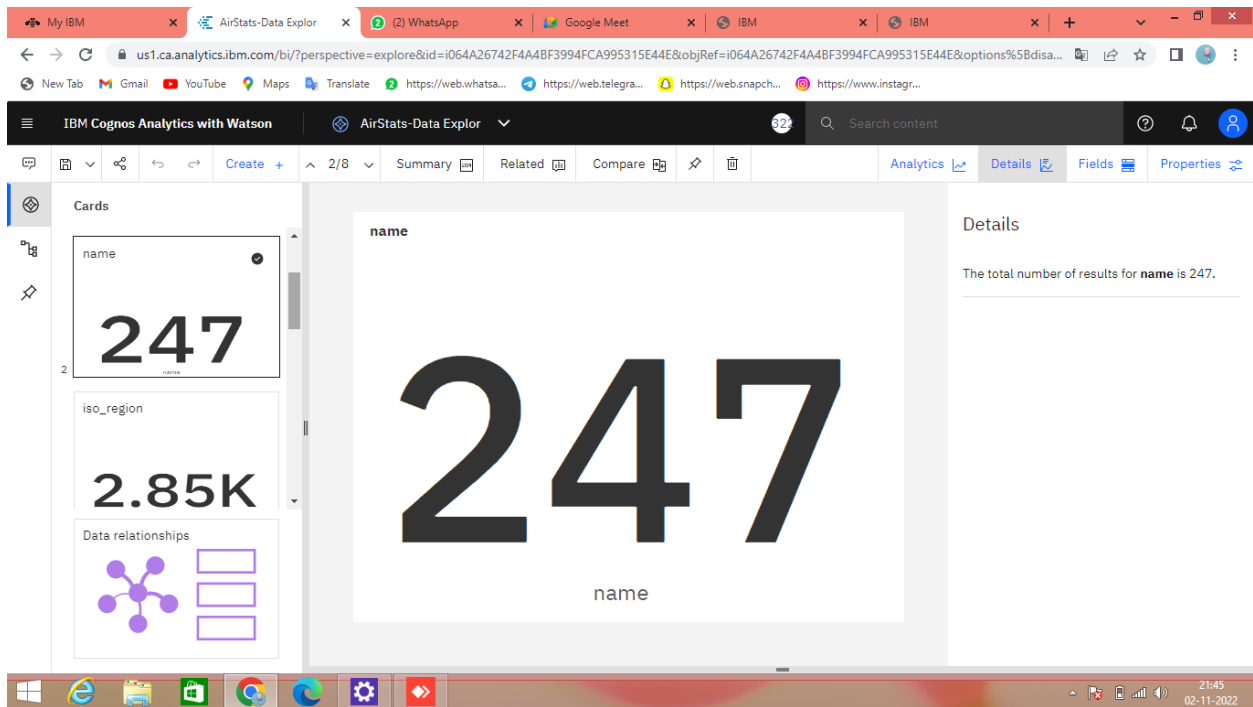 My IBM
AirStats-Data Explor
(2) WhatsApp
Google Meet
IBM
IBM
us1.ca.analytics.ibm.com/bi/?perspective=explore&id=i064A26742F4A4BF3994FCA995315E44E&objRef=i064A26742F4A4BF3994FCA995315E44E&options%5Bdisa...
New Tab Gmail YouTube Maps Translate https://web.whatsa... https://web.telegra... https://web.snapch... https://www.instagr...
IBM Cognos Analytics with Watson AirStats-Data Explor 322 Search content
Create + 2/8 Summary Related Compare Analytics Details Fields Properties
Cards
name
247
name
2
iso_region
2.85K
Data relationships
name
247
name
Details
The total number of results for name is 247.
21:45
02-11-2022